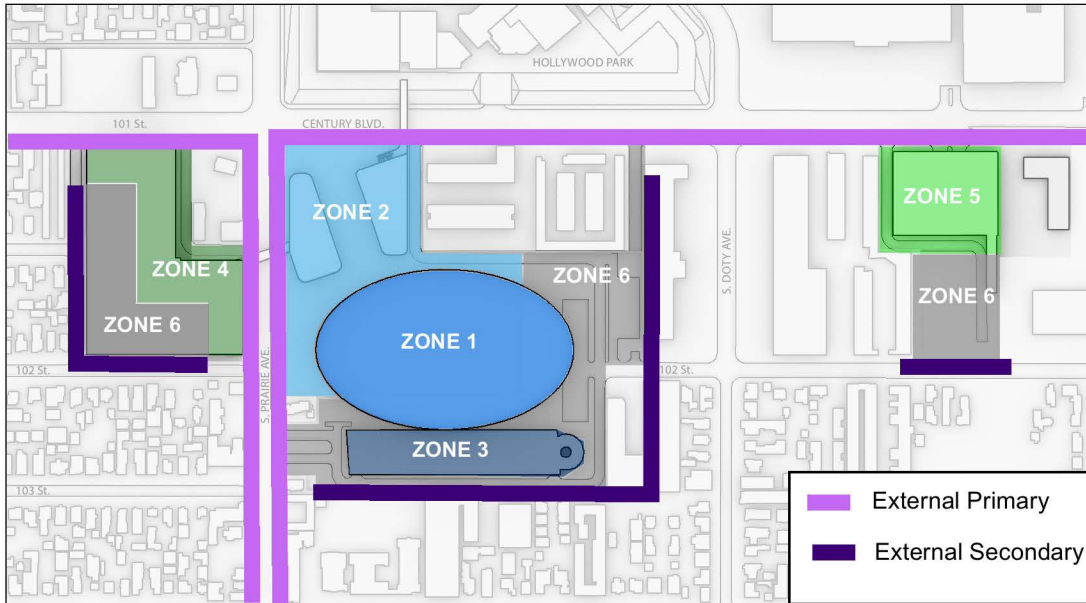 HOLLYWOOD PARK
101 St.
CENTURY BLVD.
ZONE 2
ZONE 5
ZONE 4
ZONE 6
S. DOTY AVE.
ZONE 6
ZONE 6
ZONE 1
102 St.
102 St.
S. PRAIRIE AVE.
ZONE 3
103 St.
External Primary
External Secondary